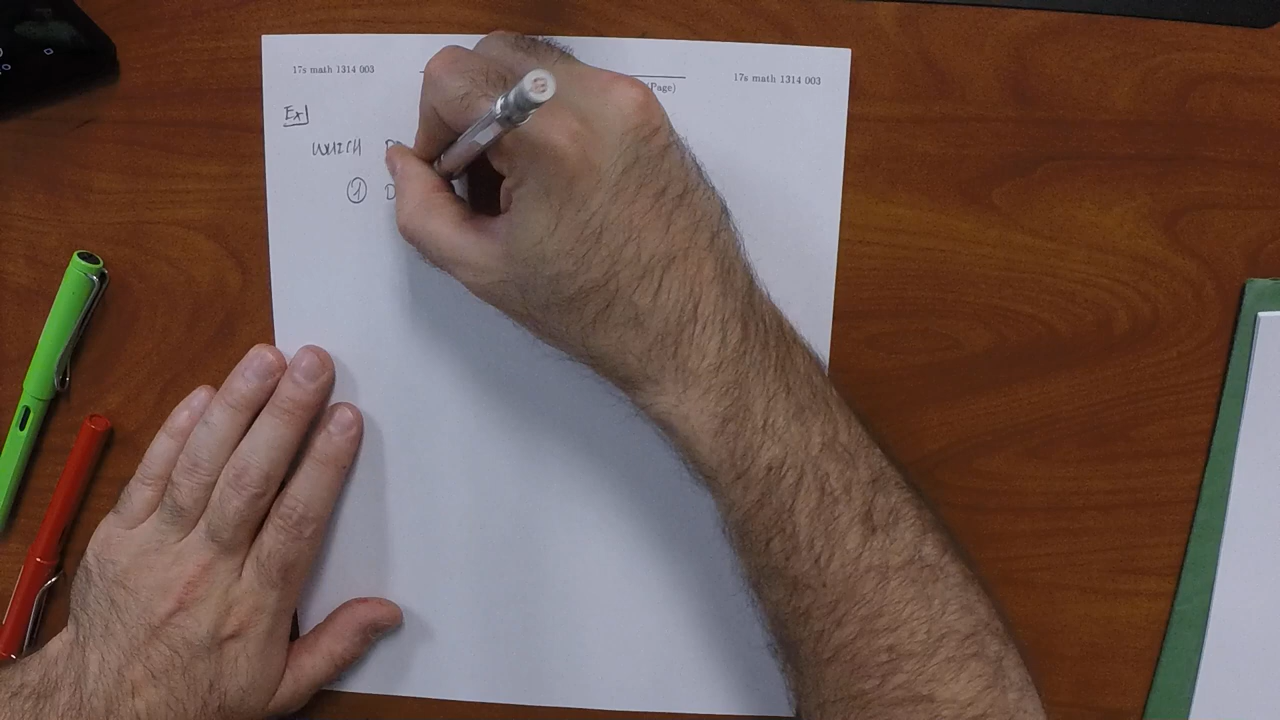 17s math 1314 003
(Page)
17s math 1314 003
Ex
WHICH
① D